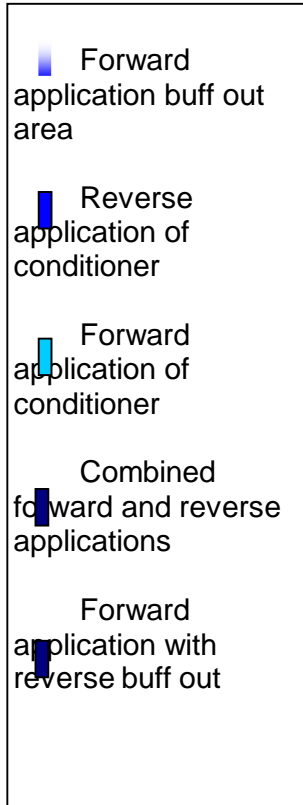 Forward
application buff out
area
Reverse
application of
conditioner
Forward
application of
conditioner
Combined
forward and reverse
applications
Forward
application with
reverse buff out